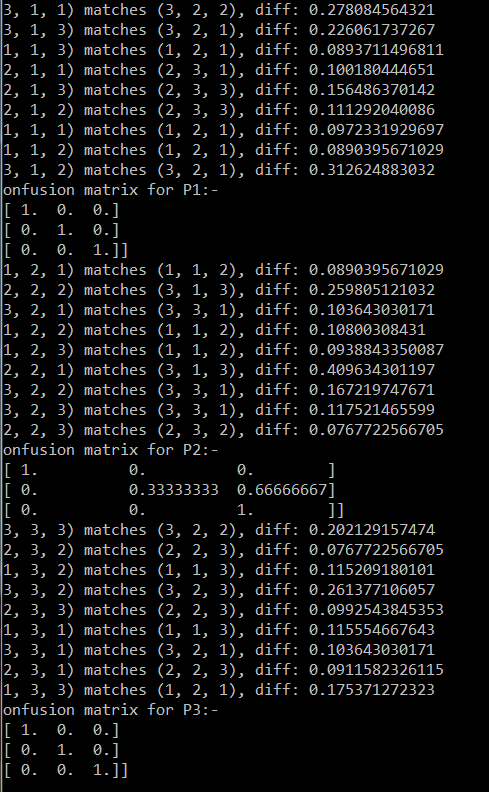 3, 1, 1) matches (3, 2, 2), diff: 0.278084564321
3, 1, 3) matches (3, 2, 1), diff: 0.226061737267
1, 1, 3) matches (1, 2, 1), diff: 0.0893711496811
2, 1, 1) matches (2, 3, 1), diff: 0.100180444651
2, 1, 3) matches (2, 3, 3), diff: 0.156486370142
2, 1, 2) matches (2, 3, 3), diff: 0.111292040086
1, 1, 1) matches (1, 2, 1), diff: 0.0972331929697
1, 1, 2) matches (1, 2, 1), diff: 0.0890395671029
3, 1, 2) matches (3, 2, 1), diff: 0.312624883032
onfusion matrix for P1:-
[ 1.  0.  0.]
[ 0.  1.  0.]
[ 0.  0.  1.]]
1, 2, 1) matches (1, 1, 2), diff: 0.0890395671029
2, 2, 2) matches (3, 1, 3), diff: 0.259805121032
3, 2, 1) matches (3, 3, 1), diff: 0.103643030171
1, 2, 2) matches (1, 1, 2), diff: 0.10800308431
1, 2, 3) matches (1, 1, 2), diff: 0.0938843350087
2, 2, 1) matches (3, 1, 3), diff: 0.409634301197
3, 2, 2) matches (3, 3, 1), diff: 0.167219747671
3, 2, 3) matches (3, 3, 1), diff: 0.117521465599
2, 2, 3) matches (2, 3, 2), diff: 0.0767722566705
onfusion matrix for P2:-
[ 1.          0.          0.        ]
[ 0.          0.33333333  0.66666667]
[ 0.          0.          1.        ]]
3, 3, 3) matches (3, 2, 2), diff: 0.202129157474
2, 3, 2) matches (2, 2, 3), diff: 0.0767722566705
1, 3, 2) matches (1, 1, 3), diff: 0.115209180101
3, 3, 2) matches (3, 2, 3), diff: 0.261377106057
2, 3, 3) matches (2, 2, 3), diff: 0.0992543845353
1, 3, 1) matches (1, 1, 3), diff: 0.115554667643
3, 3, 1) matches (3, 2, 1), diff: 0.103643030171
2, 3, 1) matches (2, 2, 3), diff: 0.0911582326115
1, 3, 3) matches (1, 2, 1), diff: 0.175371272323
onfusion matrix for P3:-
[ 1.  0.  0.]
[ 0.  1.  0.]
[ 0.  0.  1.]]